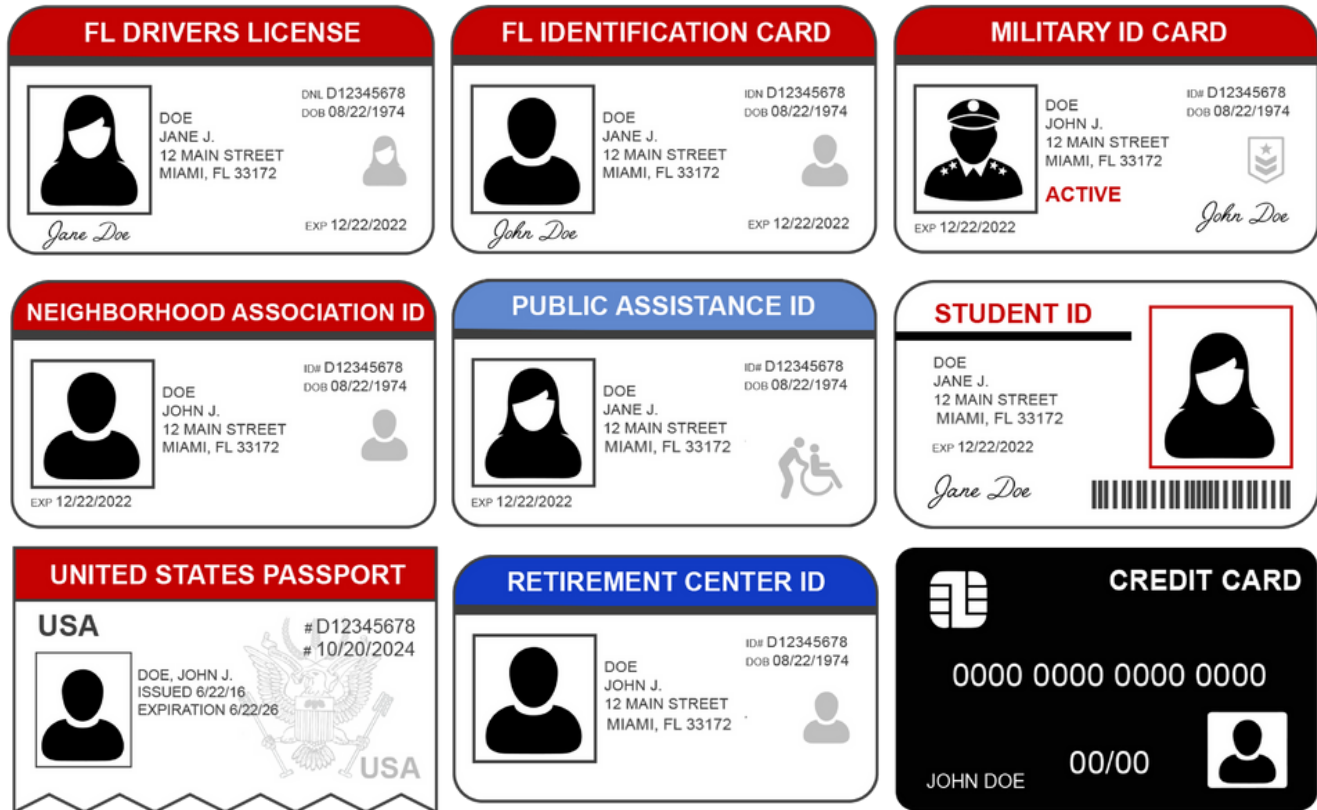 FL DRIVERS LICENSE
DNL D12345678
DOB 08/22/1974
DOE
JANE J.
12 MAIN STREET
MIAMI, FL 33172
Jane Doe
EXP 12/22/2022
FL IDENTIFICATION CARD
IDN D12345678
DOB 08/22/1974
DOE
JANE J.
12 MAIN STREET
MIAMI, FL 33172
John Doe
EXP 12/22/2022
MILITARY ID CARD
ID# D12345678
DOB 08/22/1974
DOE
JOHN J.
12 MAIN STREET
MIAMI, FL 33172
ACTIVE
EXP 12/22/2022
John Doe
NEIGHBORHOOD ASSOCIATION ID
ID# D12345678
DOB 08/22/1974
DOE
JOHN J.
12 MAIN STREET
MIAMI, FL 33172
EXP 12/22/2022
PUBLIC ASSISTANCE ID
ID# D12345678
DOB 08/22/1974
DOE
JANE J.
12 MAIN STREET
MIAMI, FL 33172
EXP 12/22/2022
STUDENT ID
DOE
JANE J.
12 MAIN STREET
MIAMI, FL 33172
EXP 12/22/2022
Jane Doe
UNITED STATES PASSPORT
USA
# D12345678
# 10/20/2024
DOE, JOHN J.
ISSUED 6/22/16
EXPIRATION 6/22/26
USA
RETIREMENT CENTER ID
ID# D12345678
DOB 08/22/1974
DOE
JOHN J.
12 MAIN STREET
MIAMI, FL 33172
CREDIT CARD
0000 0000 0000 0000
00/00
JOHN DOE